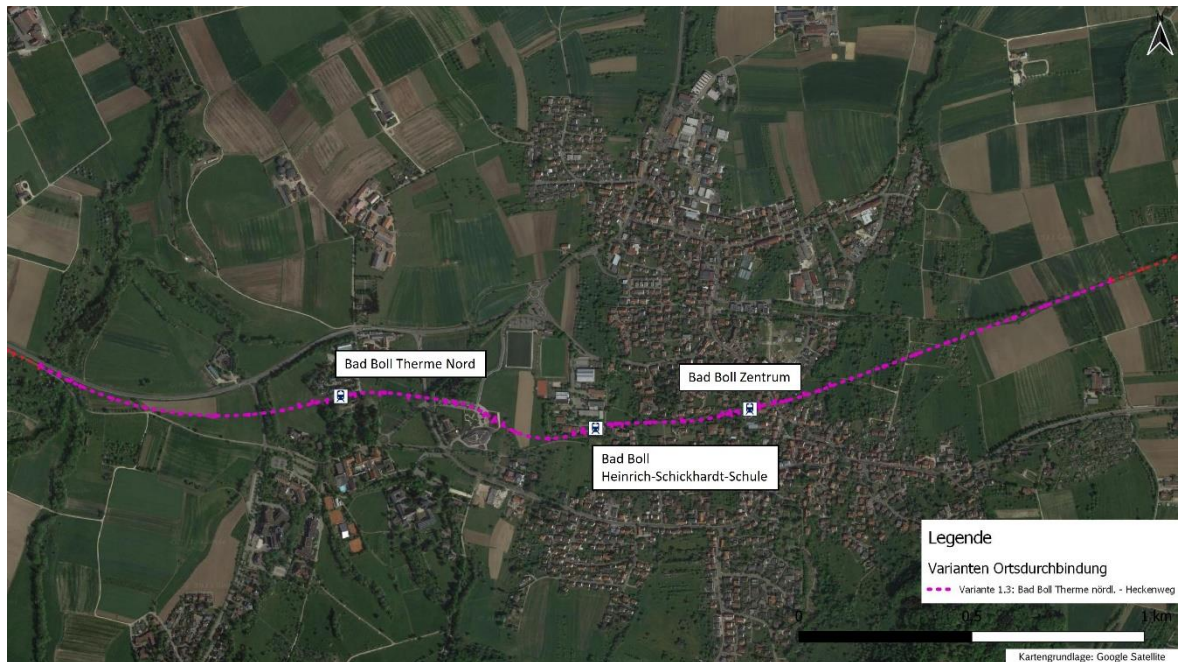 N
Bad Boll Therme Nord
Bad Boll Zentrum
Bad Boll
Heinrich-Schickhardt-Schule
Legende
Varianten Ortsdurchbindung
Variante 1.3: Bad Boll Therme nördl. - Heckenweg
0 0,5 1 km
Kartengrundlage: Google Satellite